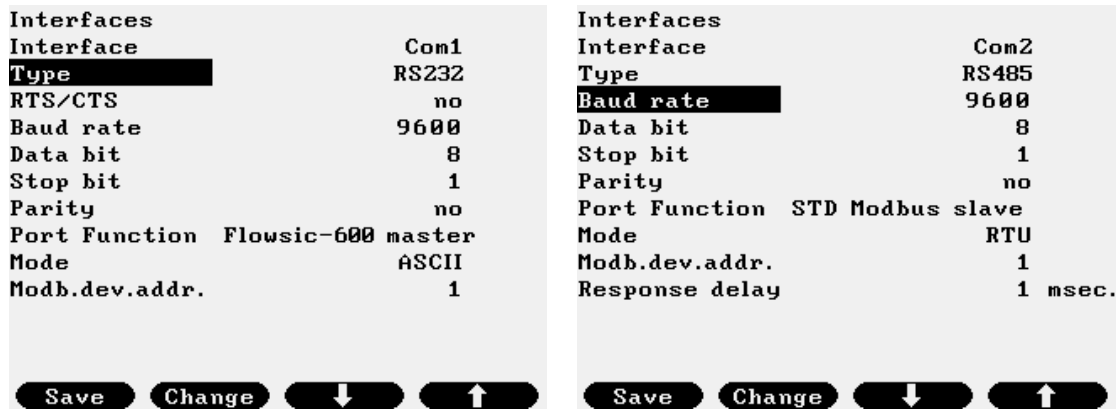 Interfaces
Interface Com1
Type RS232
RTS/CTS no
Baud rate 9600
Data bit 8
Stop bit 1
Parity no
Port Function Flowsic-600 master
Mode ASCII
Modb.dev.addr. 1
Save Change
Interfaces
Interface Com2
Type RS485
Baud rate 9600
Data bit 8
Stop bit 1
Parity no
Port Function STD Modbus slave
Mode RTU
Modb.dev.addr. 1
Response delay 1 msec.
Save Change